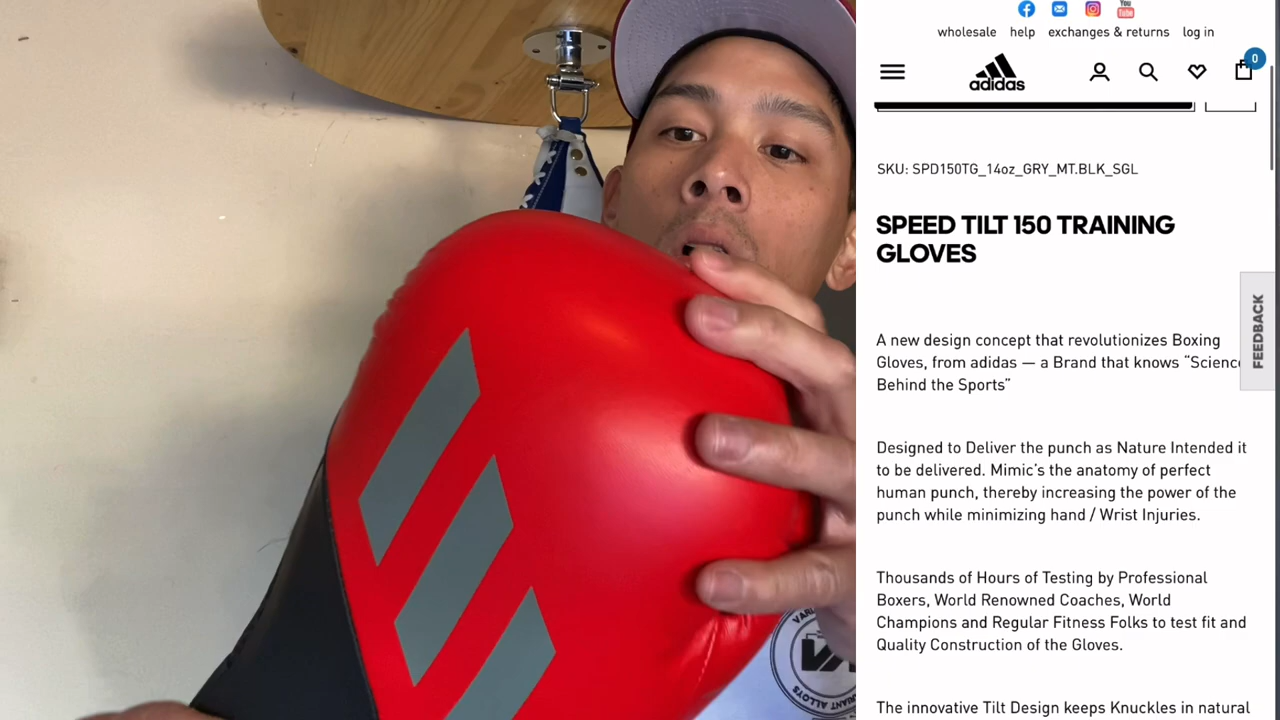 You
Tube
wholesale help exchanges & returns log in
adidas
0
SKU: SPD150TG_14oz_GRY_MT.BLK_SGL
SPEED TILT 150 TRAINING
GLOVES
FEEDBACK
A new design concept that revolutionizes Boxing
Gloves, from adidas — a Brand that knows “Science
Behind the Sports”
Designed to Deliver the punch as Nature Intended it
to be delivered. Mimic’s the anatomy of perfect
human punch, thereby increasing the power of the
punch while minimizing hand / Wrist Injuries.
Thousands of Hours of Testing by Professional
Boxers, World Renowned Coaches, World
Champions and Regular Fitness Folks to test fit and
Quality Construction of the Gloves.
The innovative Tilt Design keeps Knuckles in natural